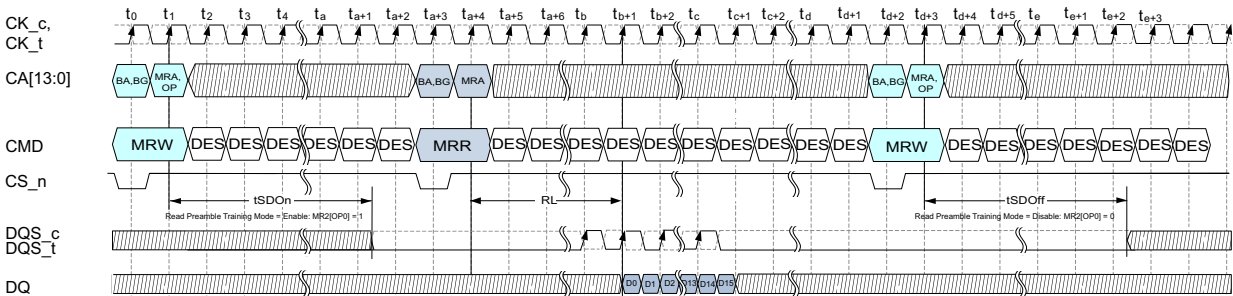 t0 t1 t2 t3 t4 ta ta+1 ta+2 ta+3 ta+4 ta+5 ta+6 tb tb+1 tb+2 tc tc+1 tc+2 td td+1 td+2 td+3 td+4 td+5 te te+1 te+2 te+3
CK_c,
CK_t
CA[13:0] BA,BG MRA, OP BA,BG MRA BA,BG MRA, OP
CMD MRW DES DES DES DES DES DES MRR DES DES DES DES DES DES DES DES DES DES MRW DES DES DES DES DES DES DES
CS_n
tSDOn RL tSDOff
Read Preamble Training Mode = Enable: MR2[OP0] = 1 Read Preamble Training Mode = Disable: MR2[OP0] = 0
DQS_c
DQS_t
DQ D0 D1 D2 D13 D14 D15